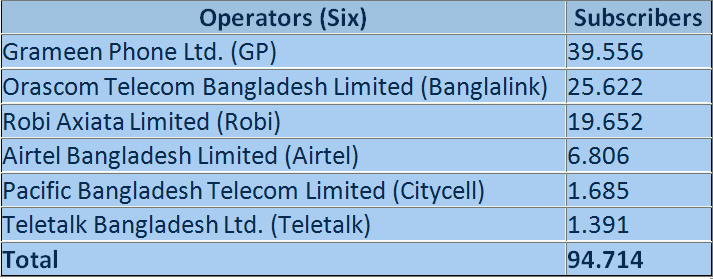 Operators (Six) Subscribers
Grameen Phone Ltd. (GP) 39.556
Orascom Telecom Bangladesh Limited (Banglalink) 25.622
Robi Axiata Limited (Robi) 19.652
Airtel Bangladesh Limited (Airtel) 6.806
Pacific Bangladesh Telecom Limited (Citycell) 1.685
Teletalk Bangladesh Ltd. (Teletalk) 1.391
Total 94.714